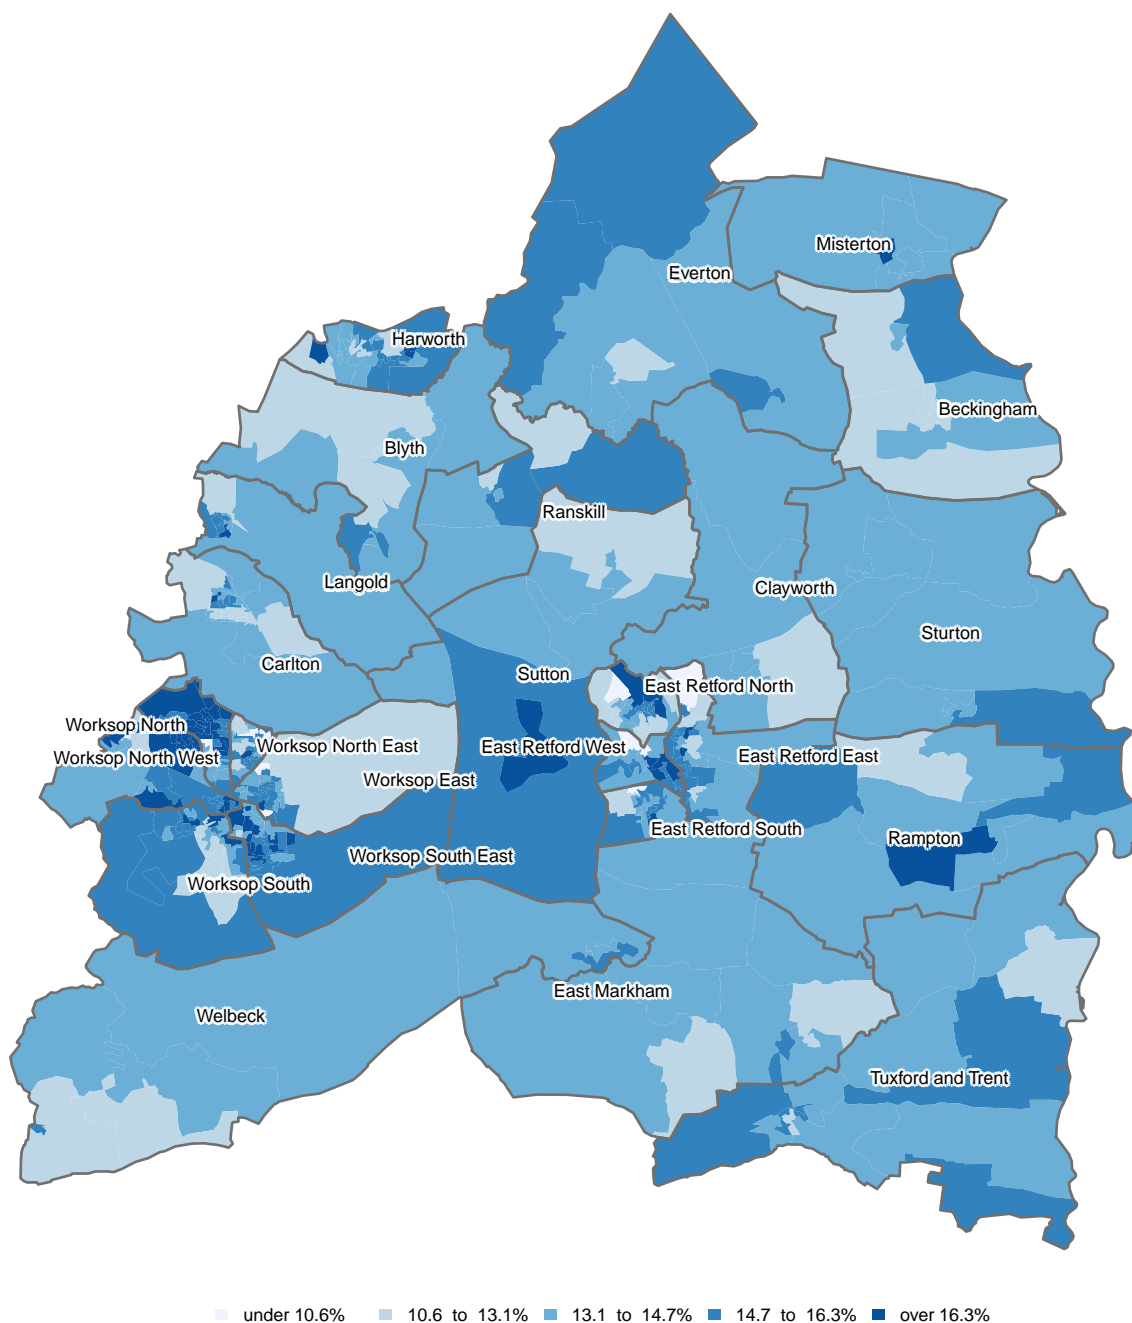 Misterton
Everton
Harworth
Beckingham
Blyth
Ranskill
Langold
Clayworth
Sturton
Carlton
Sutton
East Retford North
Worksop North
Worksop North East
East Retford West
Worksop North West
East Retford East
Worksop East
East Retford South
Rampton
Worksop South East
Worksop South
East Markham
Welbeck
Tuxford and Trent
under 10.6% 10.6 to 13.1% 13.1 to 14.7% 14.7 to 16.3% over 16.3%